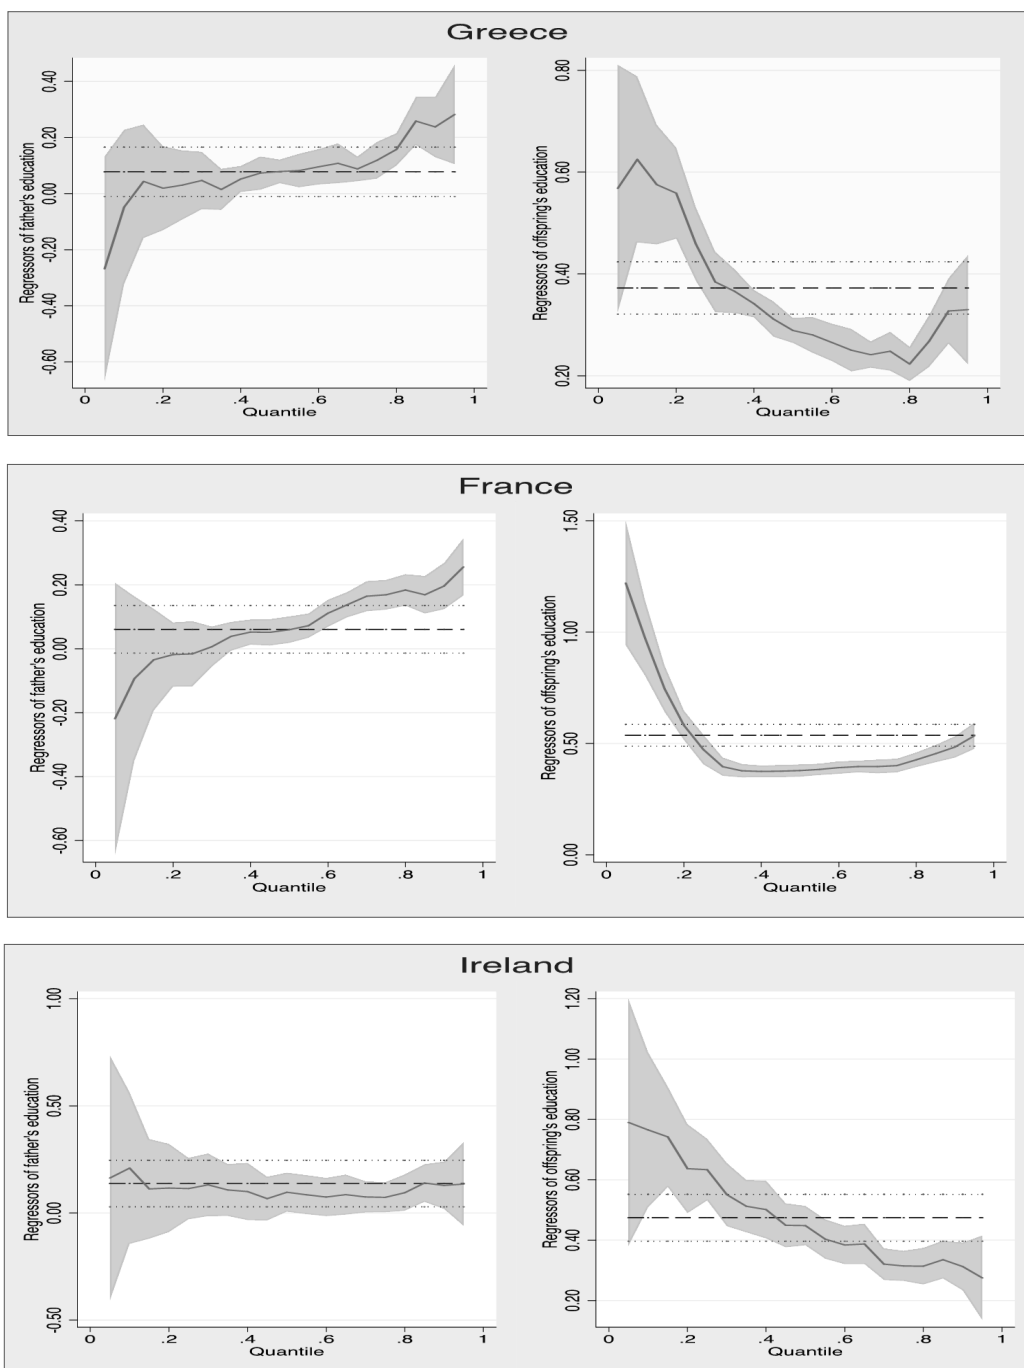 Greece
Regressors of father's education
0.40
0.20
0.00
-0.20
-0.40
-0.60
0 .2 .4 .6 .8 1
Quantile
Regressors of offspring's education
0.80
0.60
0.40
0.20
0 .2 .4 .6 .8 1
Quantile
France
Regressors of father's education
0.40
0.20
0.00
-0.20
-0.40
-0.60
0 .2 .4 .6 .8 1
Quantile
Regressors of offspring's education
1.50
1.00
0.50
0.00
0 .2 .4 .6 .8 1
Quantile
Ireland
Regressors of father's education
1.00
0.50
0.00
-0.50
0 .2 .4 .6 .8 1
Quantile
Regressors of offspring's education
1.20
1.00
0.80
0.60
0.40
0.20
0 .2 .4 .6 .8 1
Quantile